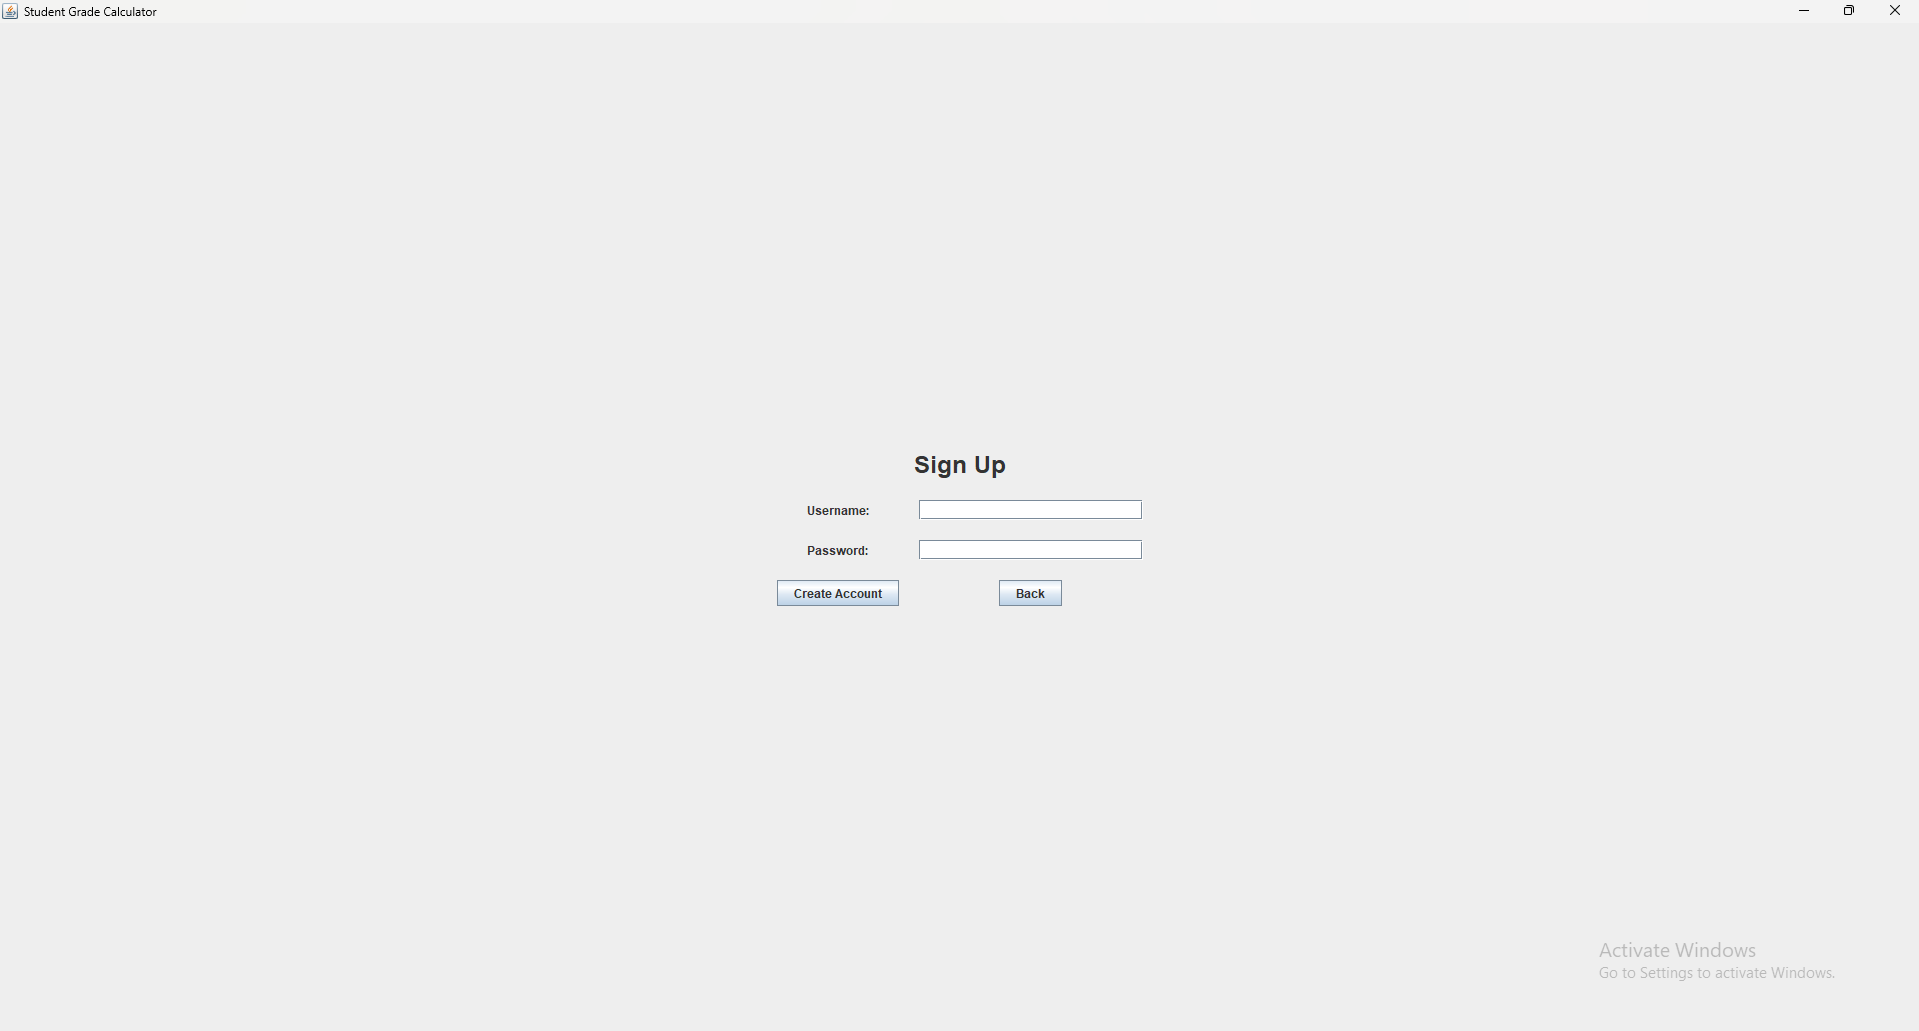 Student Grade Calculator
Sign Up
Username:
Password:
Create Account
Back
Activate Windows
Go to Settings to activate Windows.